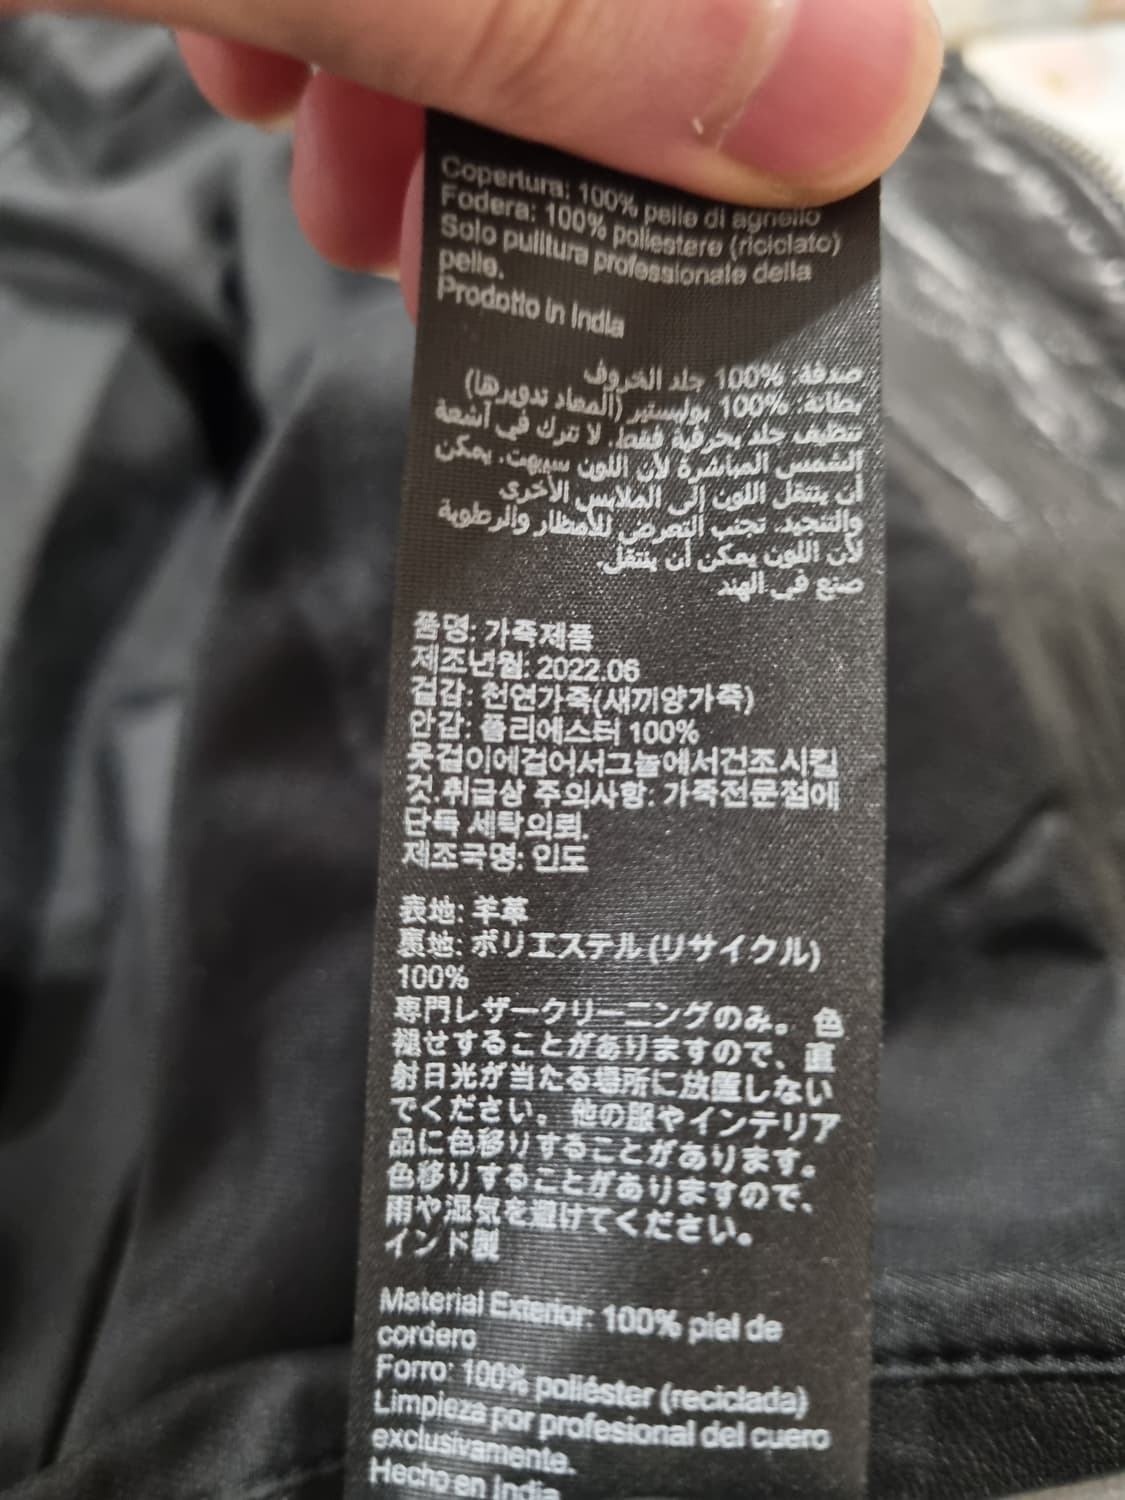 Copertura: 100% pelle di agnello
Fodera: 100% poliestere (riciclato)
Solo pulitura professionale della
pelle.
Prodotto in India
صدفة: 100% جلد الخروف
بطانة: 100% بوليستير (المعاد تدويرها)
تنظيف جلد بحرفية فقط. لا تترك في أشعة
الشمس المباشرة لأن اللون سيبهت. يمكن
أن ينتقل اللون إلى الملابس الأخرى
والتنجيد. تجنب التعرض للأمطار والرطوبة
لأن اللون يمكن أن ينتقل.
صنع في الهند
품명: 가죽제품
제조년월: 2022.06
겉감: 천연가죽(새끼양가죽)
안감: 폴리에스터 100%
옷걸이에걸어서그늘에서건조시킬
것.취급상 주의사항: 가죽전문점에
단독 세탁의뢰.
제조국명: 인도
表地: 羊革
裏地: ポリエステル(リサイクル)
100%
専門レザークリーニングのみ。色
褪せすることがありますので、直
射日光が当たる場所に放置しない
でください。他の服やインテリア
品に色移りすることがあります。
色移りすることがありますので、
雨や湿気を避けてください。
インド製
Material Exterior: 100% piel de
cordero
Forro: 100% poliéster (reciclada)
Limpieza por profesional del cuero
exclusivamente.
Hecho en India